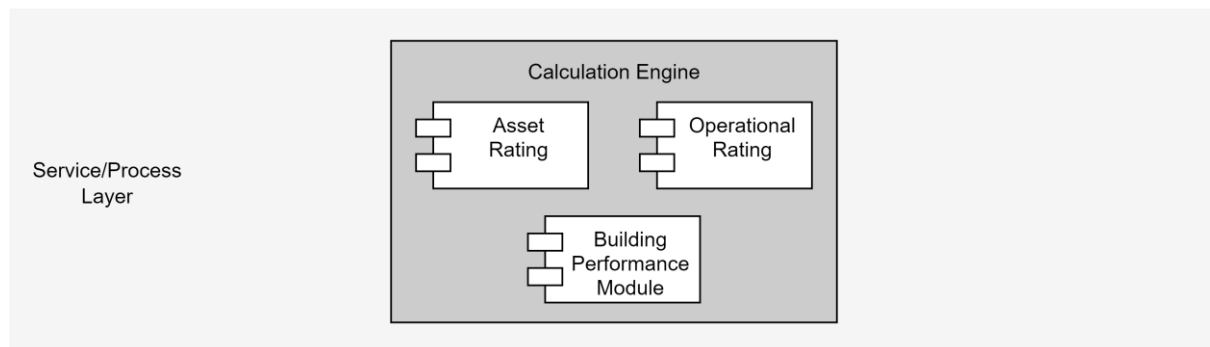 Calculation Engine
Asset
Rating
Operational
Rating
Service/Process
Layer
Building
Performance
Module